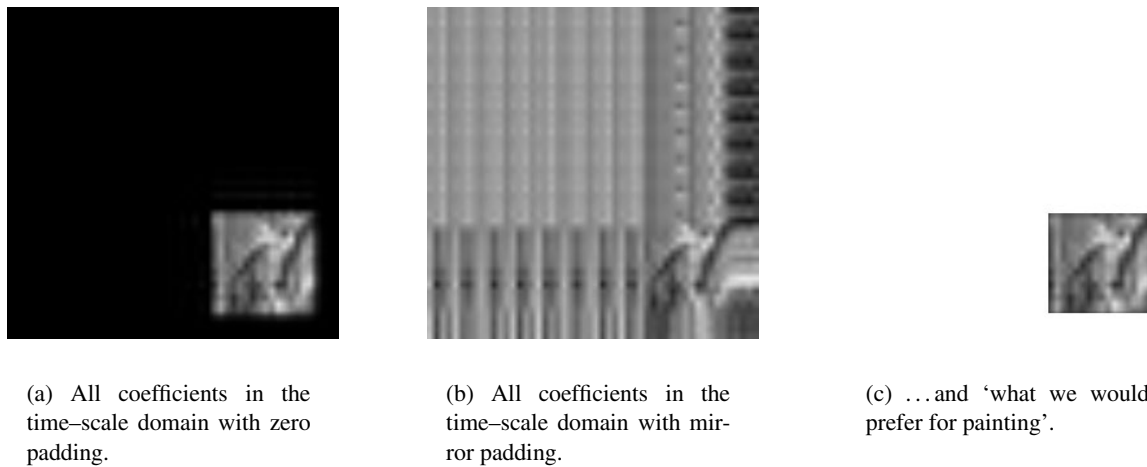 (a) All coefficients in the
time–scale domain with zero
padding.
(b) All coefficients in the
time–scale domain with mir-
ror padding.
(c) …and ‘what we would
prefer for painting’.